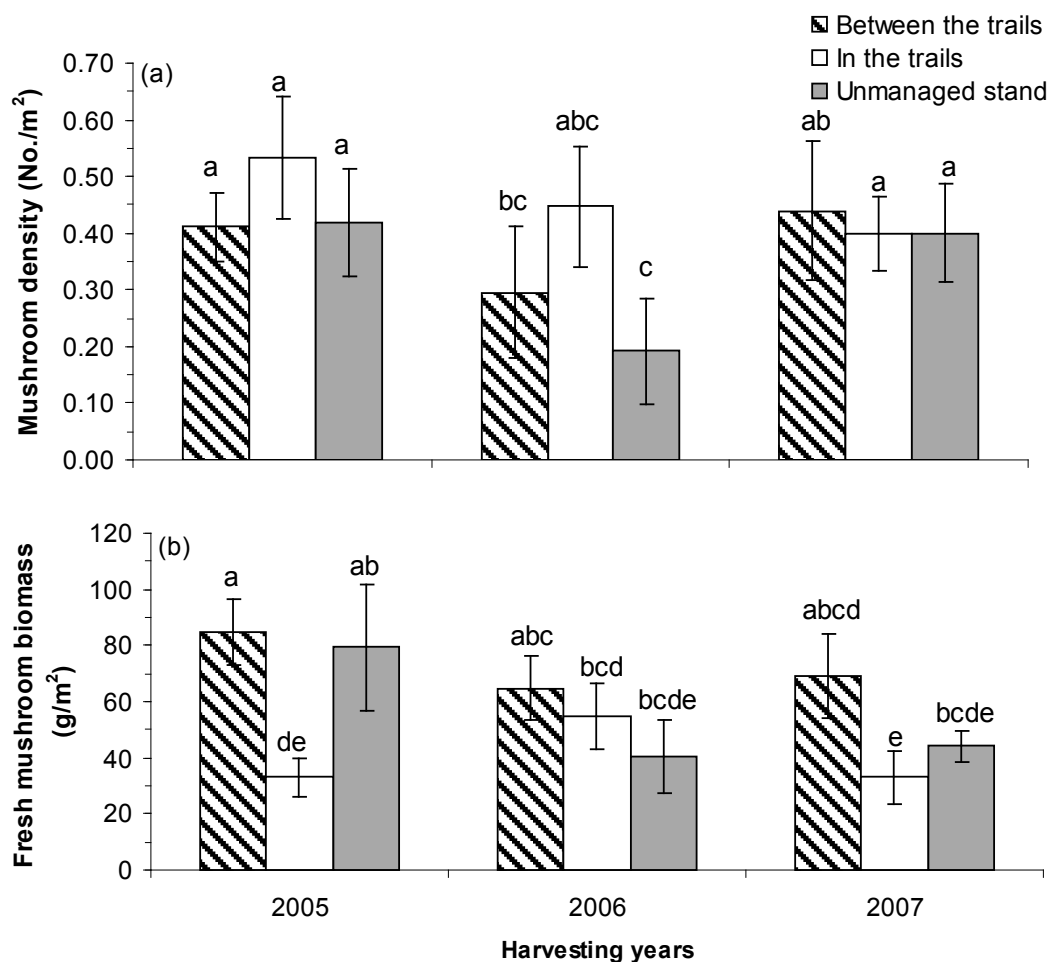 Between the trails
In the trails
Unmanaged stand
(a)
Mushroom density (No./m²)
0.70
0.60
0.50
0.40
0.30
0.20
0.10
0.00
a
a
a
bc
abc
c
ab
a
a
(b)
Fresh mushroom biomass
(g/m²)
120
100
80
60
40
20
0
a
de
ab
abc
bcd
bcde
abcd
e
bcde
2005 2006 2007
Harvesting years